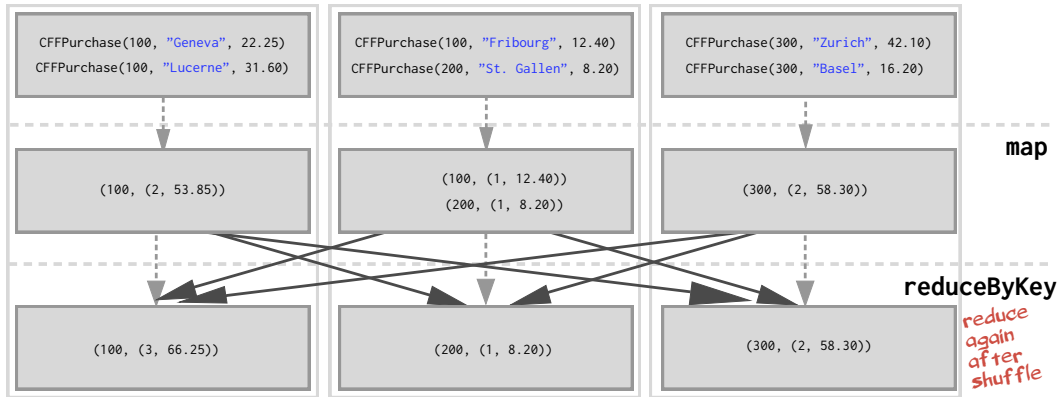 CFFPurchase(100, ”Geneva”, 22.25)
CFFPurchase(100, ”Lucerne”, 31.60)
CFFPurchase(100, ”Fribourg”, 12.40)
CFFPurchase(200, ”St. Gallen”, 8.20)
CFFPurchase(300, ”Zurich”, 42.10)
CFFPurchase(300, ”Basel”, 16.20)
map
(100, (2, 53.85))
(100, (1, 12.40))
(200, (1, 8.20))
(300, (2, 58.30))
reduceByKey
(100, (3, 66.25))
(200, (1, 8.20))
(300, (2, 58.30))
reduce
again
after
shuffle